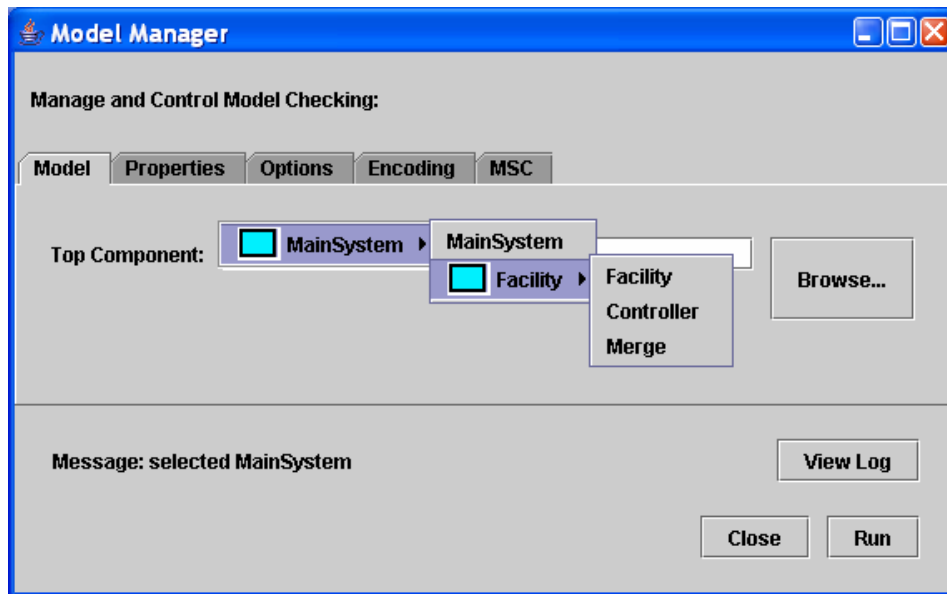 Model Manager
Manage and Control Model Checking:
Model Properties Options Encoding MSC
Top Component: MainSystem MainSystem
Facility Facility Browse...
Controller
Merge
Message: selected MainSystem View Log
Close Run